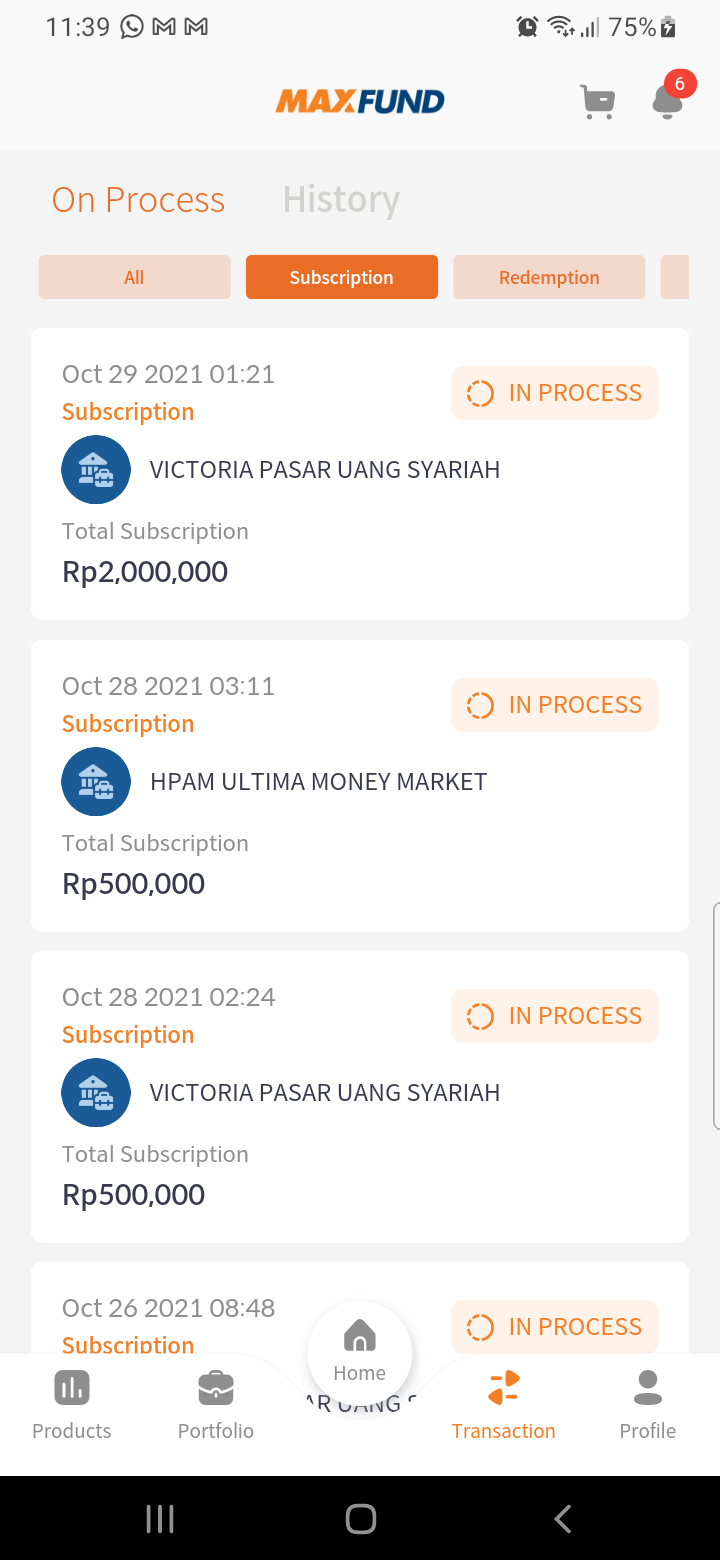 11:39 75%
MAXFUND
6
On Process History
All Subscription Redemption
Oct 29 2021 01:21
IN PROCESS
Subscription
VICTORIA PASAR UANG SYARIAH
Total Subscription
Rp2,000,000
Oct 28 2021 03:11
IN PROCESS
Subscription
HPAM ULTIMA MONEY MARKET
Total Subscription
Rp500,000
Oct 28 2021 02:24
IN PROCESS
Subscription
VICTORIA PASAR UANG SYARIAH
Total Subscription
Rp500,000
Oct 26 2021 08:48
IN PROCESS
Subscription
Home
UANG
Products Portfolio Transaction Profile